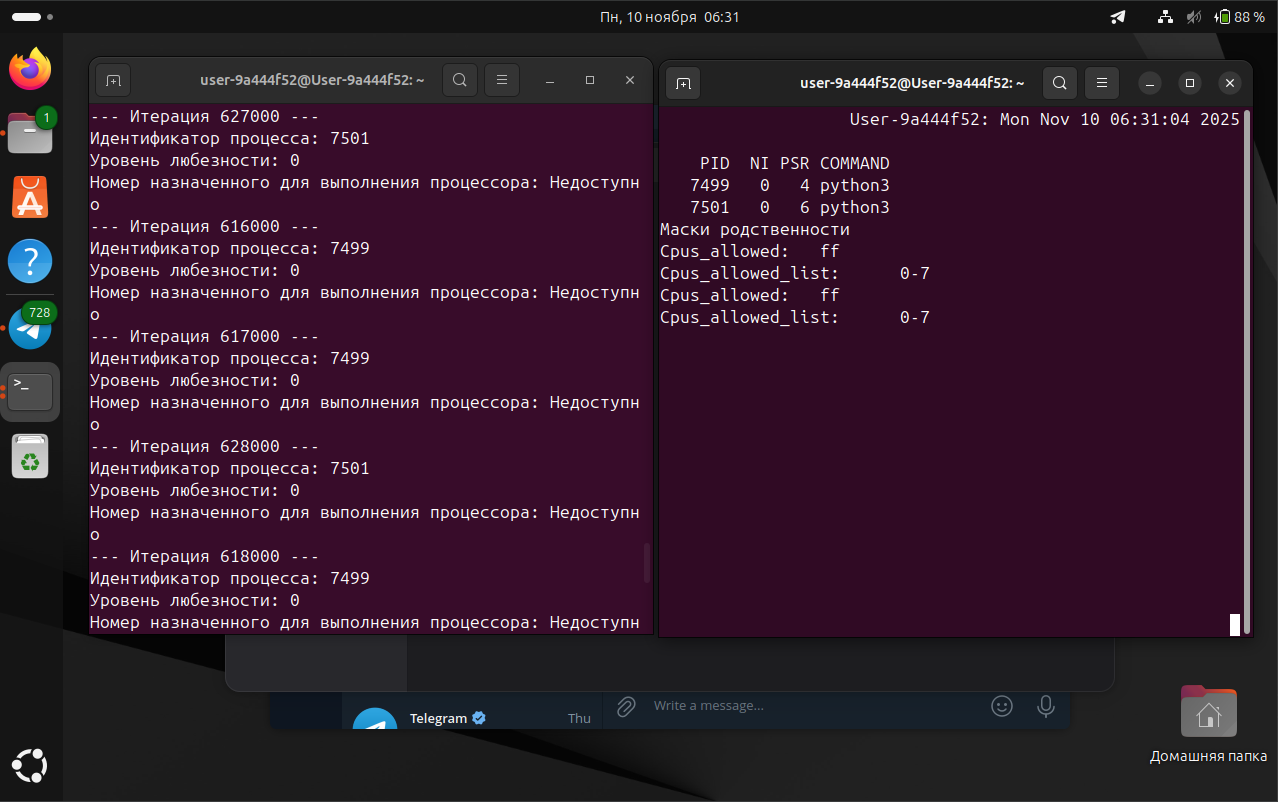 Пн, 10 ноября 06:31
88 %
1
728
user-9a444f52@User-9a444f52: ~
--- Итерация 627000 ---
Идентификатор процесса: 7501
Уровень любезности: 0
Номер назначенного для выполнения процессора: Недоступн
о
--- Итерация 616000 ---
Идентификатор процесса: 7499
Уровень любезности: 0
Номер назначенного для выполнения процессора: Недоступн
о
--- Итерация 617000 ---
Идентификатор процесса: 7499
Уровень любезности: 0
Номер назначенного для выполнения процессора: Недоступн
о
--- Итерация 628000 ---
Идентификатор процесса: 7501
Уровень любезности: 0
Номер назначенного для выполнения процессора: Недоступн
о
--- Итерация 618000 ---
Идентификатор процесса: 7499
Уровень любезности: 0
Номер назначенного для выполнения процессора: Недоступн
user-9a444f52@User-9a444f52: ~
User-9a444f52: Mon Nov 10 06:31:04 2025
PID NI PSR COMMAND
7499 0 4 python3
7501 0 6 python3
Маски родственности
Cpus_allowed: ff
Cpus_allowed_list: 0-7
Cpus_allowed: ff
Cpus_allowed_list: 0-7
Telegram Thu
Write a message...
Домашняя папка